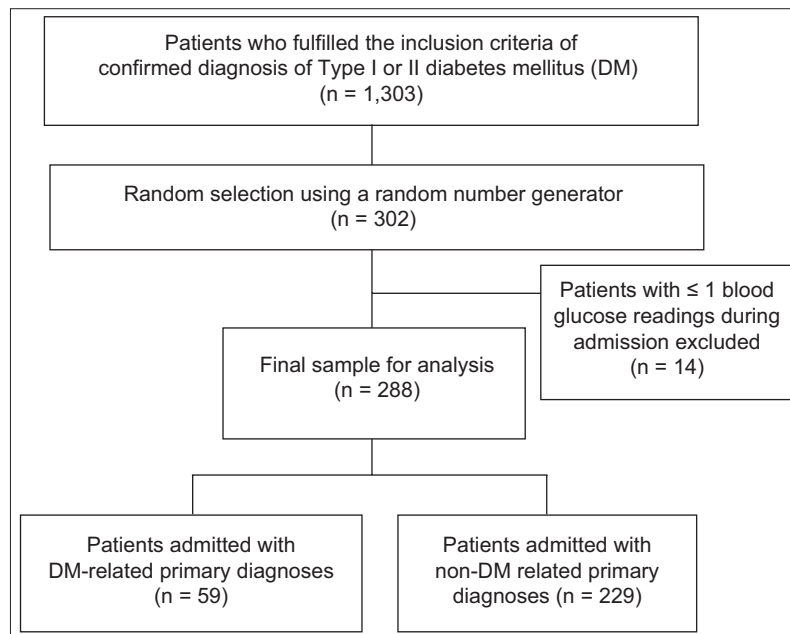 Patients who fulfilled the inclusion criteria of
confirmed diagnosis of Type I or II diabetes mellitus (DM)
(n = 1,303)
Random selection using a random number generator
(n = 302)
Patients with ≤ 1 blood
glucose readings during
admission excluded
(n = 14)
Final sample for analysis
(n = 288)
Patients admitted with
DM-related primary diagnoses
(n = 59)
Patients admitted with
non-DM related primary
diagnoses (n = 229)